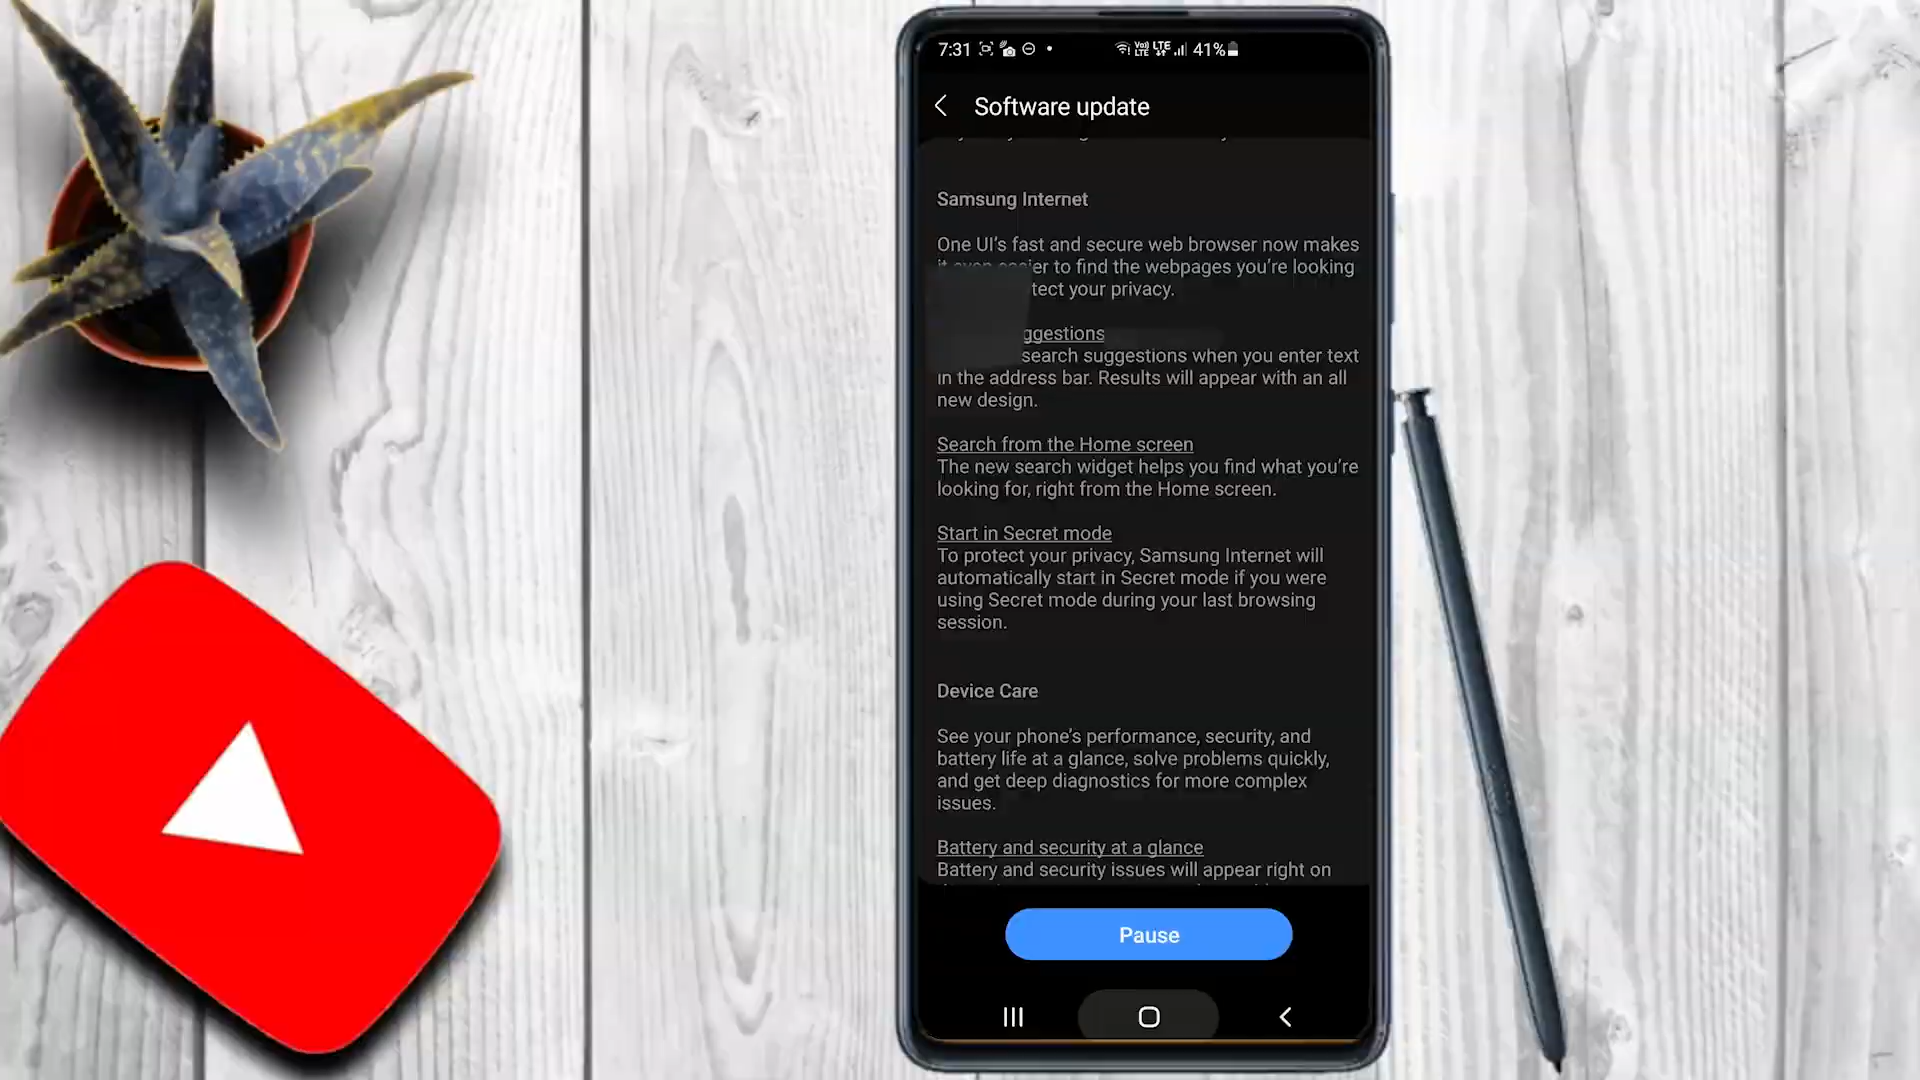 7:31
VoLTE LTE 41%
Software update
Samsung Internet
One UI's fast and secure web browser now makes
it even easier to find the webpages you're looking
tect your privacy.
ggestions
search suggestions when you enter text
in the address bar. Results will appear with an all
new design.
Search from the Home screen
The new search widget helps you find what you're
looking for, right from the Home screen.
Start in Secret mode
To protect your privacy, Samsung Internet will
automatically start in Secret mode if you were
using Secret mode during your last browsing
session.
Device Care
See your phone's performance, security, and
battery life at a glance, solve problems quickly,
and get deep diagnostics for more complex
issues.
Battery and security at a glance
Battery and security issues will appear right on
Pause